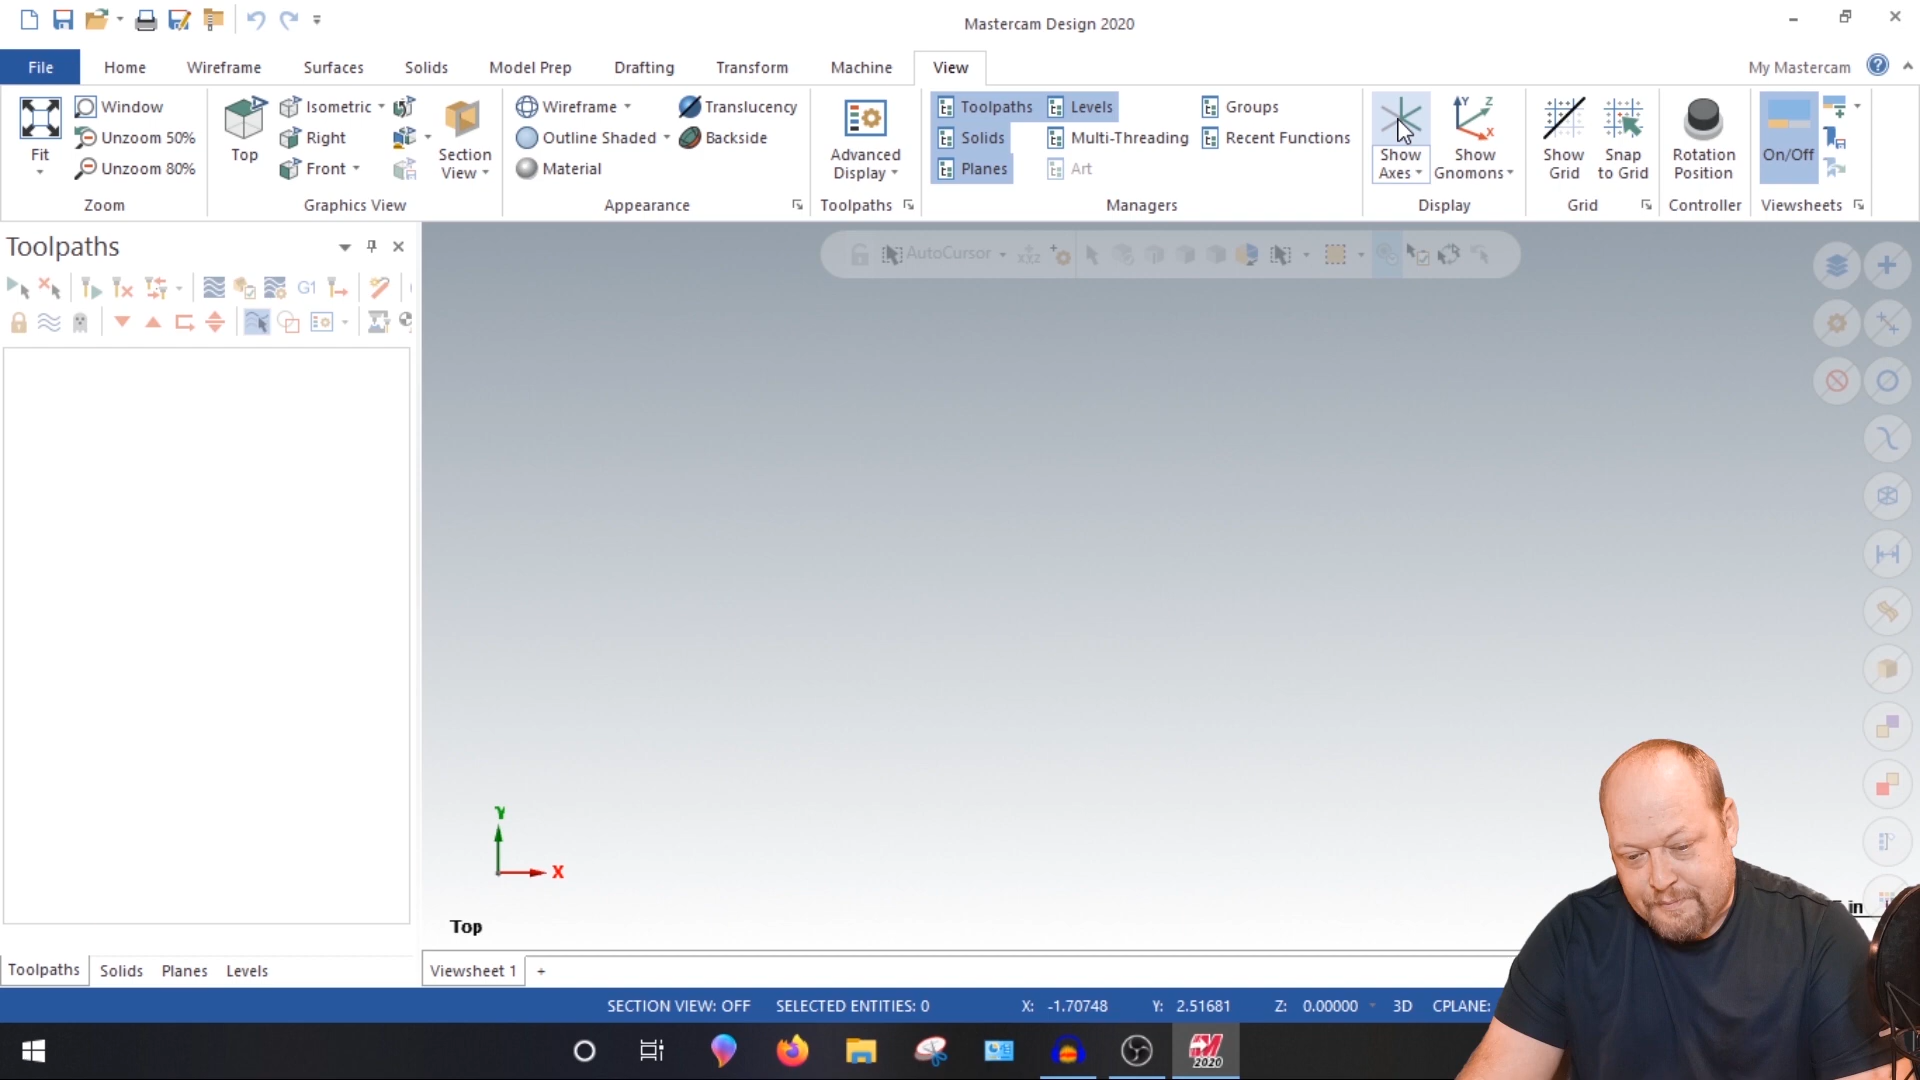 Mastercam Design 2020
File Home Wireframe Surfaces Solids Model Prep Drafting Transform Machine View My Mastercam
Fit
Window
Unzoom 50%
Unzoom 80%
Zoom
Top
Isometric
Right
Front
Section View
Graphics View
Wireframe
Outline Shaded
Material
Translucency
Backside
Appearance
Advanced Display
Toolpaths
Toolpaths
Solids
Planes
Levels
Multi-Threading
Art
Groups
Recent Functions
Managers
Show Axes
Show Gnomons
Display
Show Grid
Snap to Grid
Grid
Rotation Position
Controller
On/Off
Viewsheets
Toolpaths
G1
AutoCursor
Y
X
Top
in
Toolpaths Solids Planes Levels
Viewsheet 1 +
SECTION VIEW: OFF SELECTED ENTITIES: 0 X: -1.70748 Y: 2.51681 Z: 0.00000 3D CPLANE:
2020